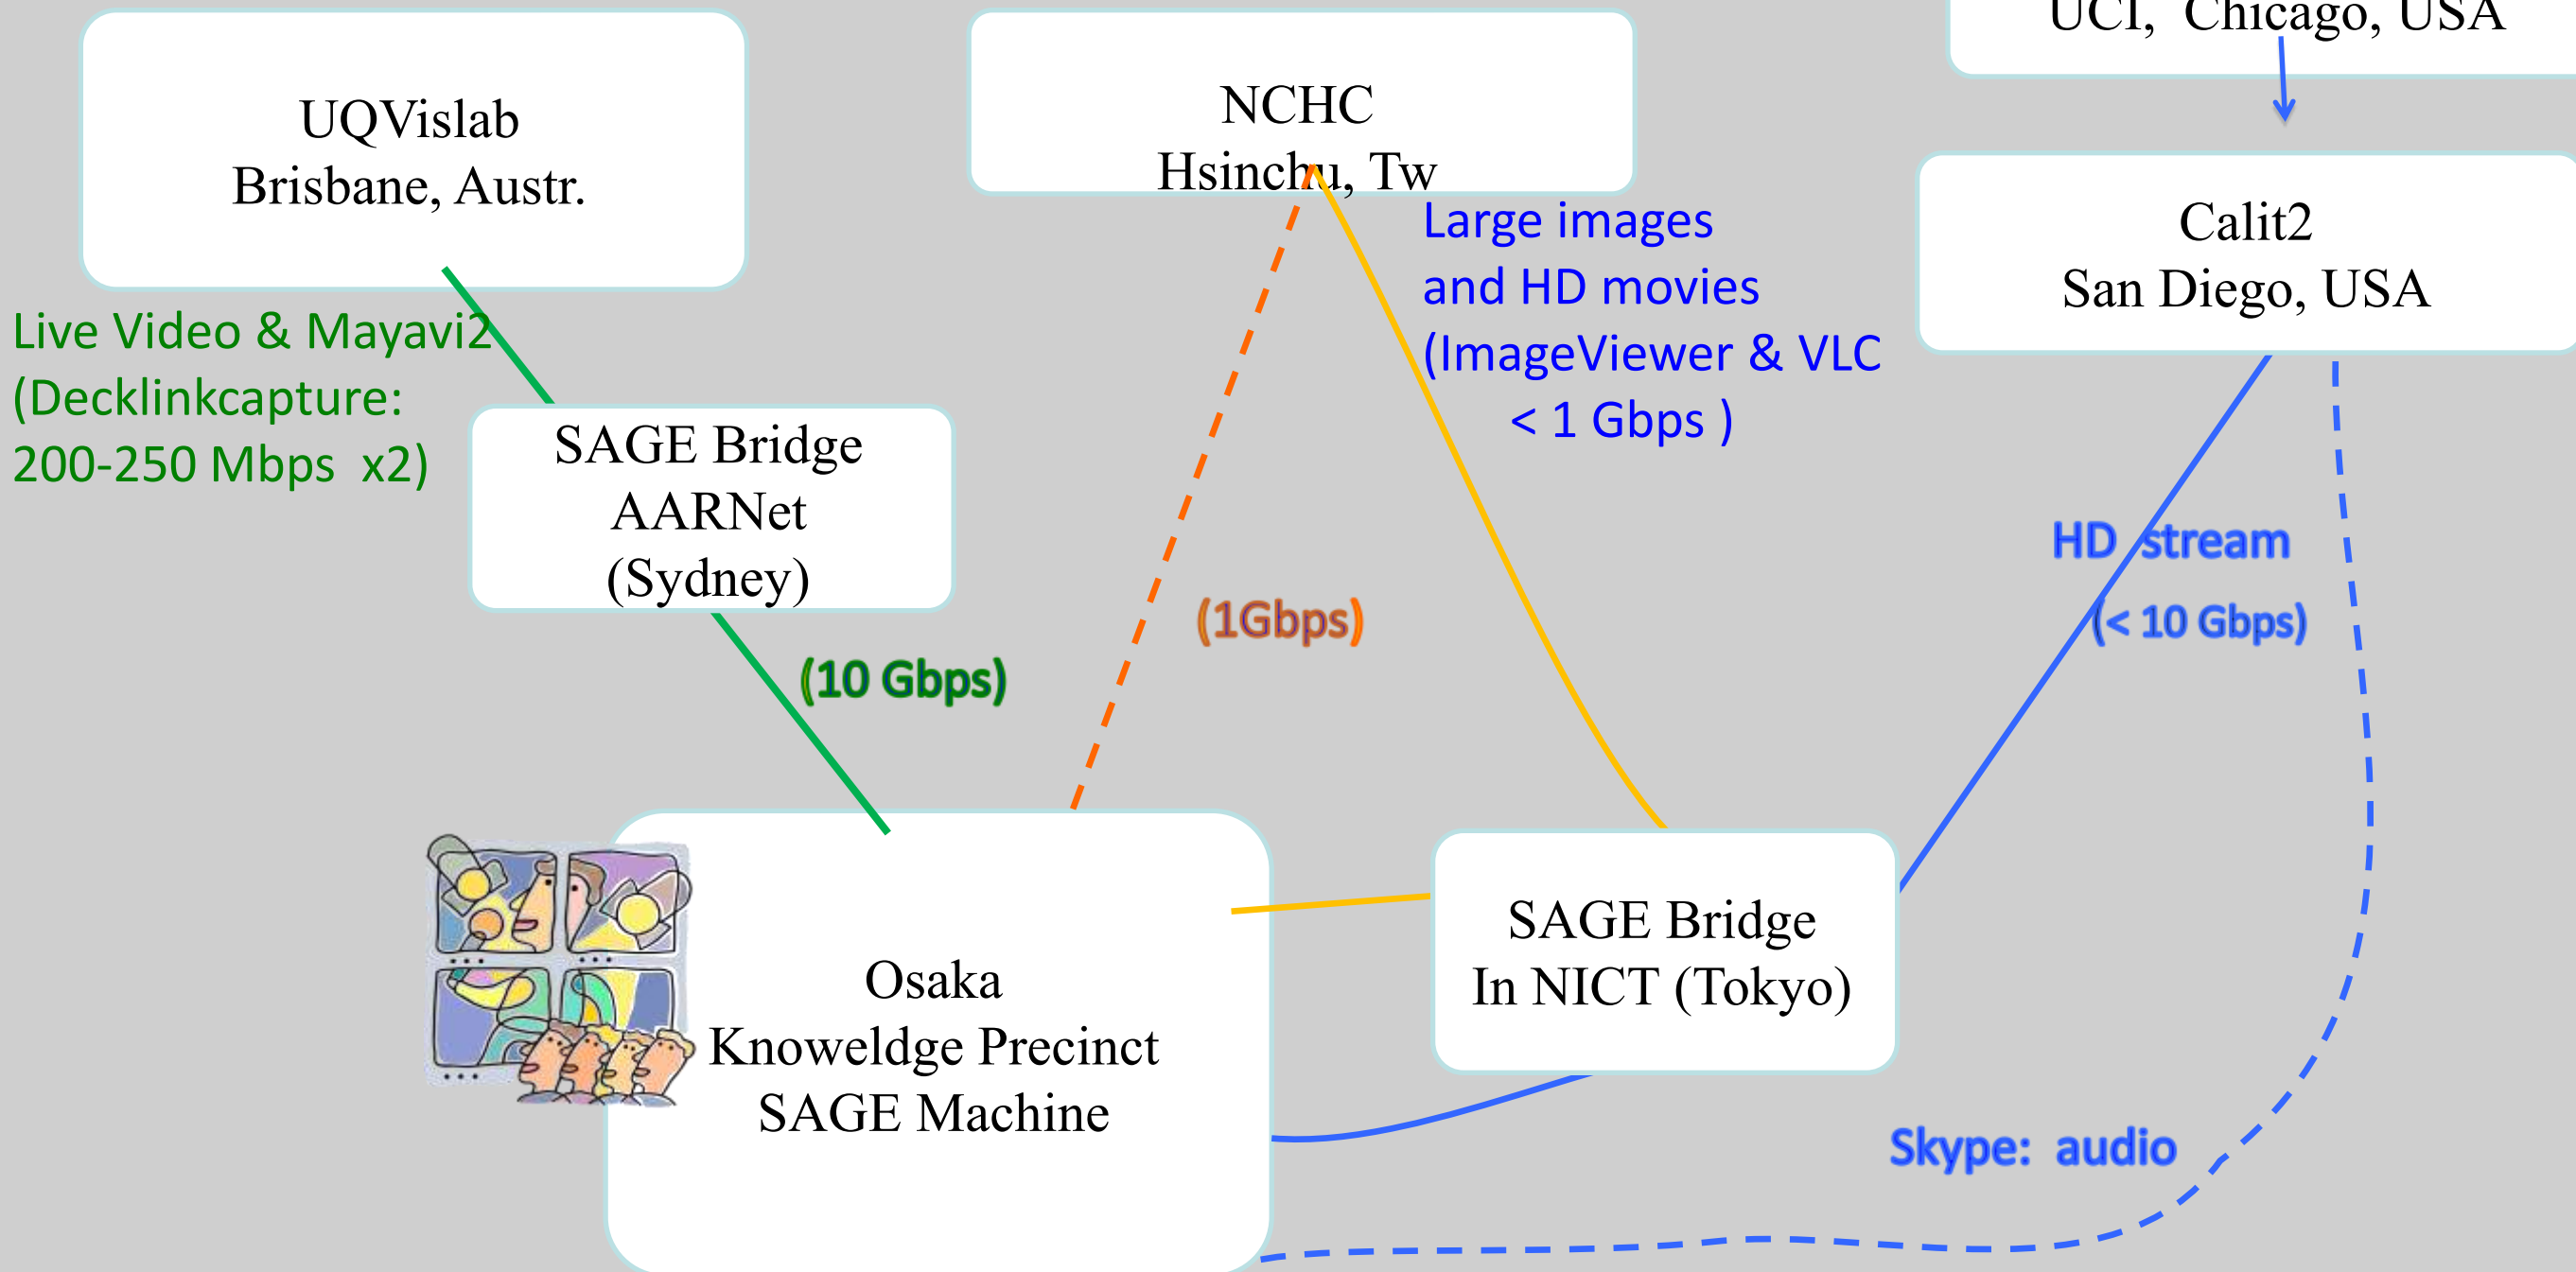 UCI, Chicago, USA
UQVislab
Brisbane, Austr.
NCHC
Hsinchu, Tw
Calit2
San Diego, USA
Large images
and HD movies
(ImageViewer & VLC
< 1 Gbps )
Live Video & Mayavi2
(Decklinkcapture:
200-250 Mbps x2)
SAGE Bridge
AARNet
(Sydney)
HD stream
(< 10 Gbps)
(1Gbps)
(10 Gbps)
SAGE Bridge
In NICT (Tokyo)
Osaka
Knoweldge Precinct
SAGE Machine
Skype: audio